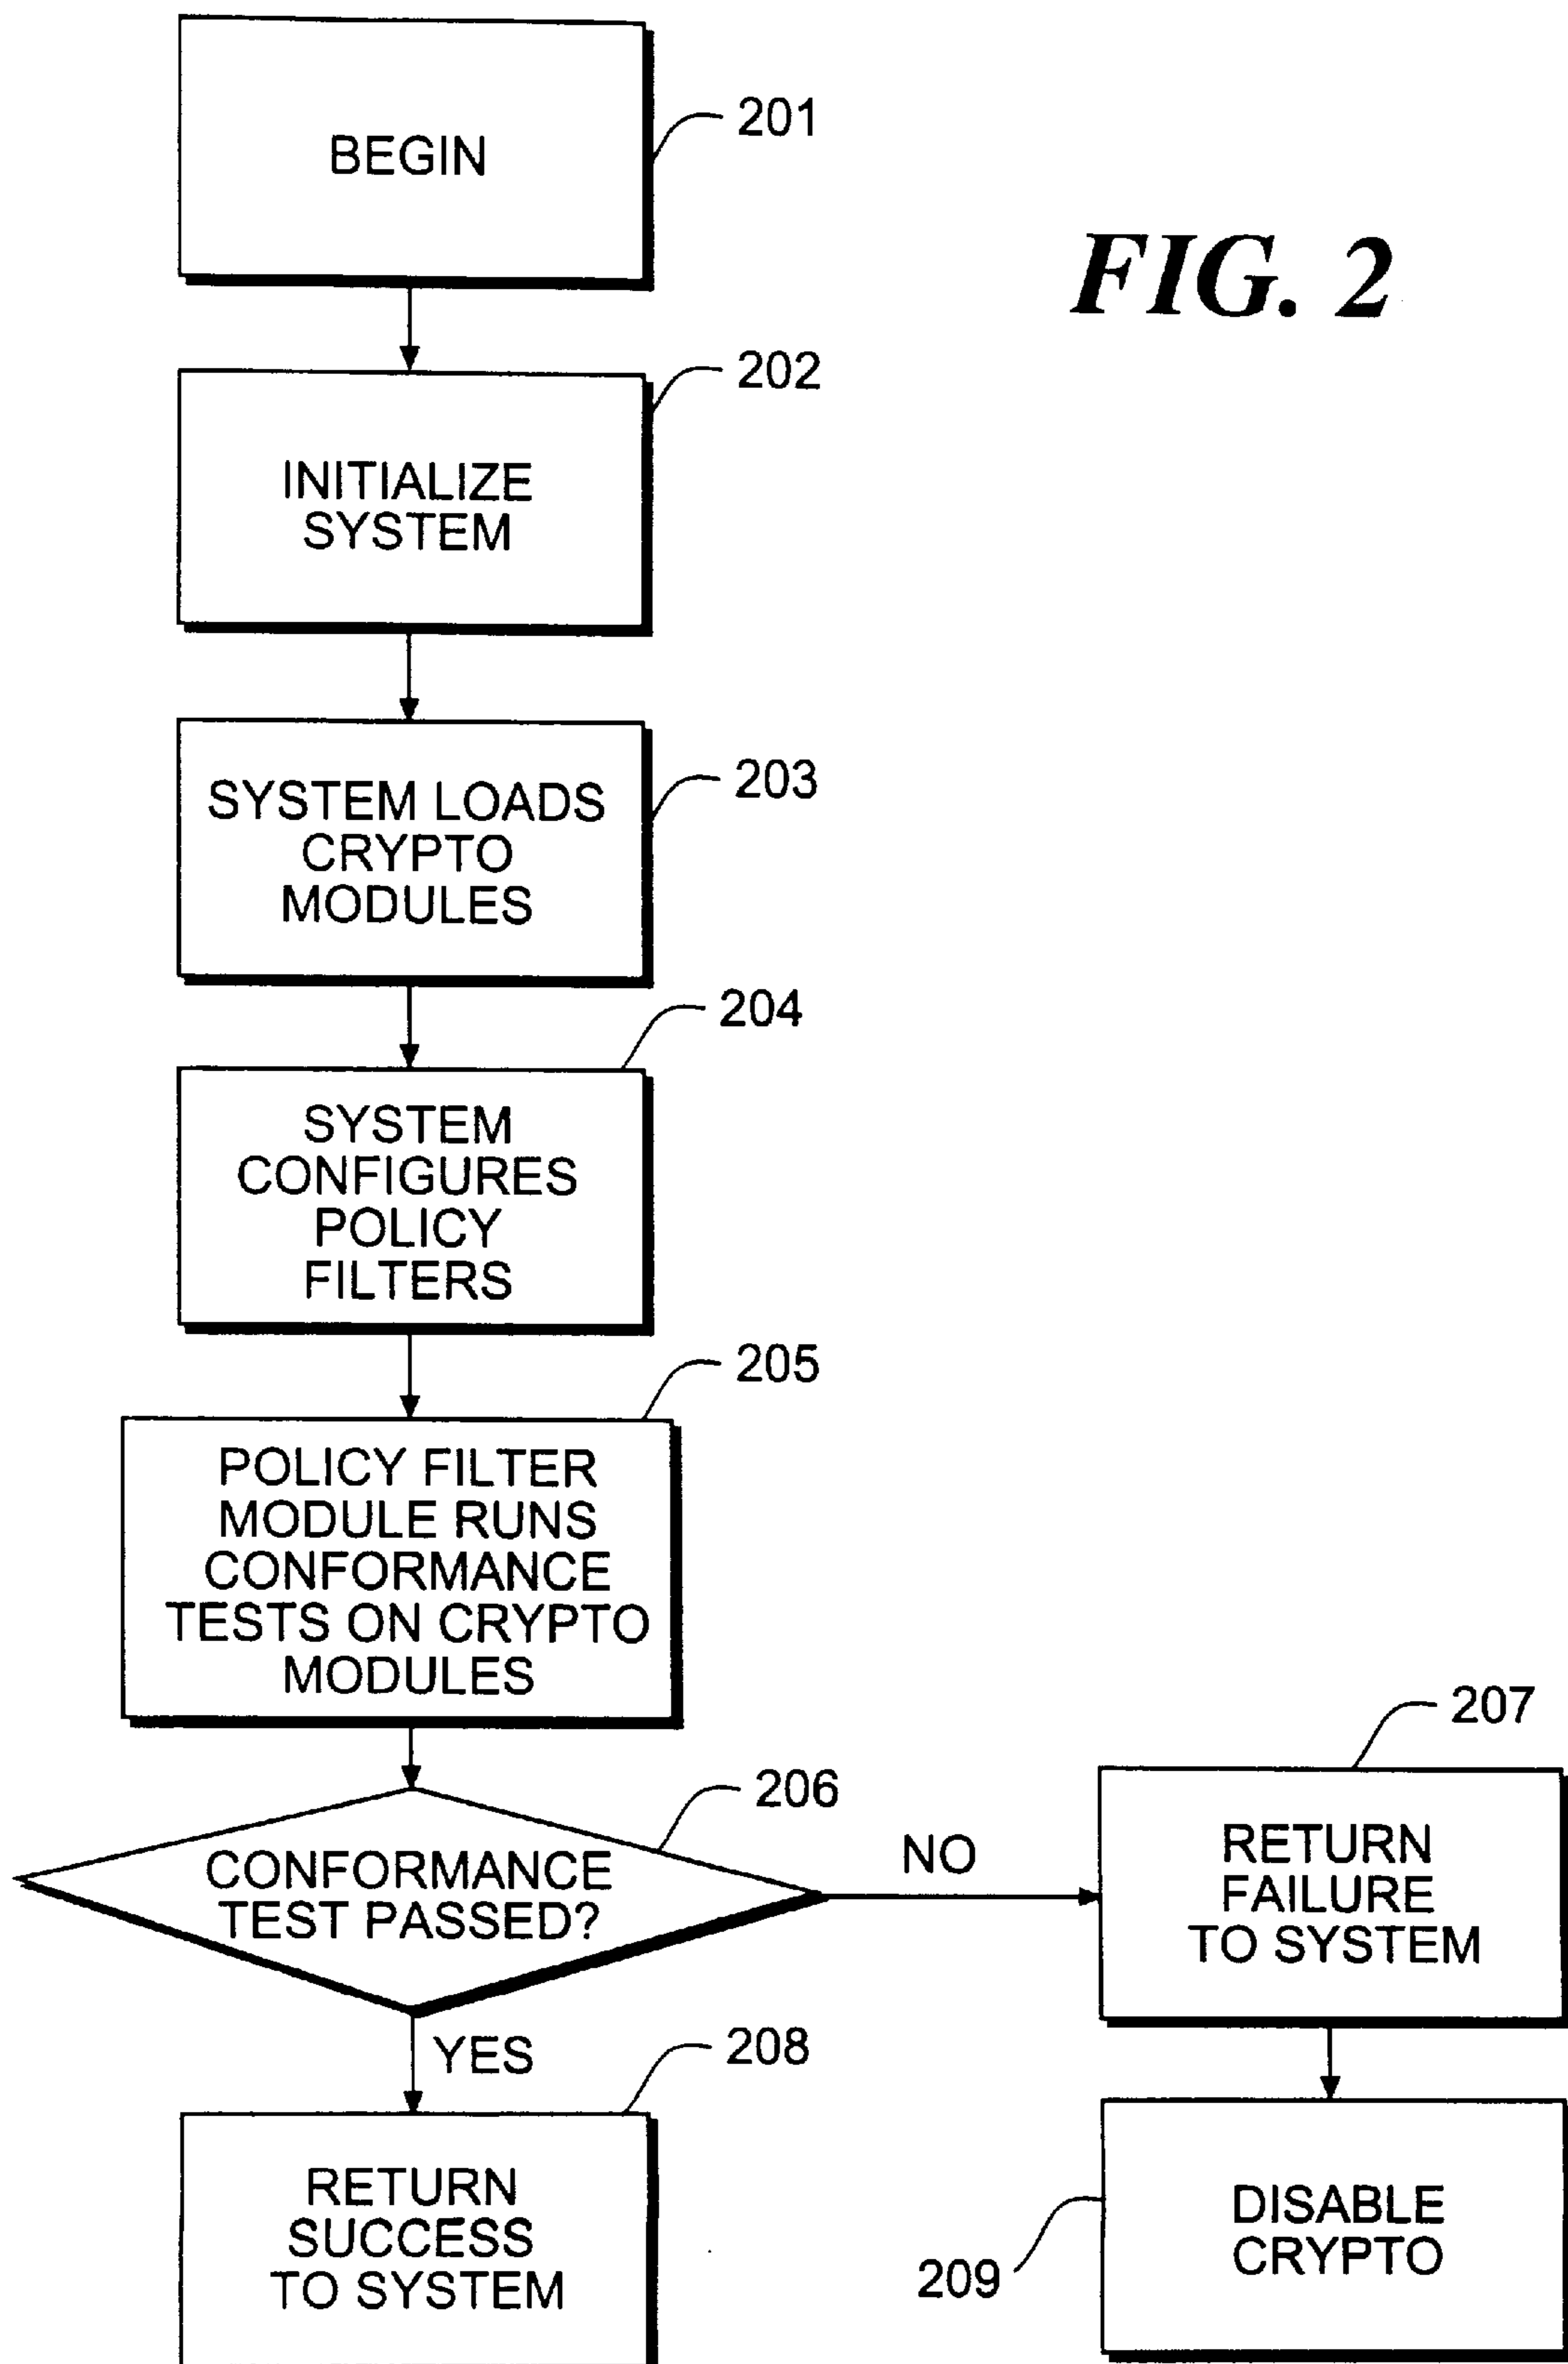 BEGIN
201
FIG. 2
202
INITIALIZE
SYSTEM
203
SYSTEM LOADS
CRYPTO
MODULES
204
SYSTEM
CONFIGURES
POLICY
FILTERS
205
POLICY FILTER
MODULE RUNS
CONFORMANCE
TESTS ON CRYPTO
MODULES
206
CONFORMANCE
TEST PASSED?
NO
207
RETURN
FAILURE
TO SYSTEM
YES
208
RETURN
SUCCESS
TO SYSTEM
209
DISABLE
CRYPTO